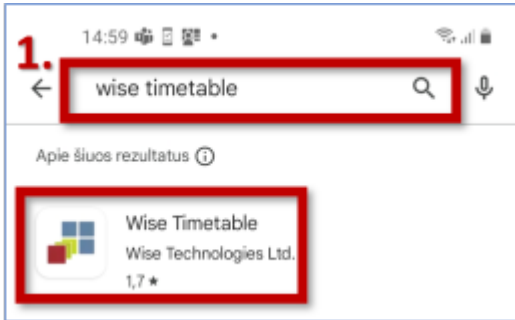 14:59
1.
wise timetable
Apie šiuos rezultatus
Wise Timetable
Wise Technologies Ltd.
1,7 ★